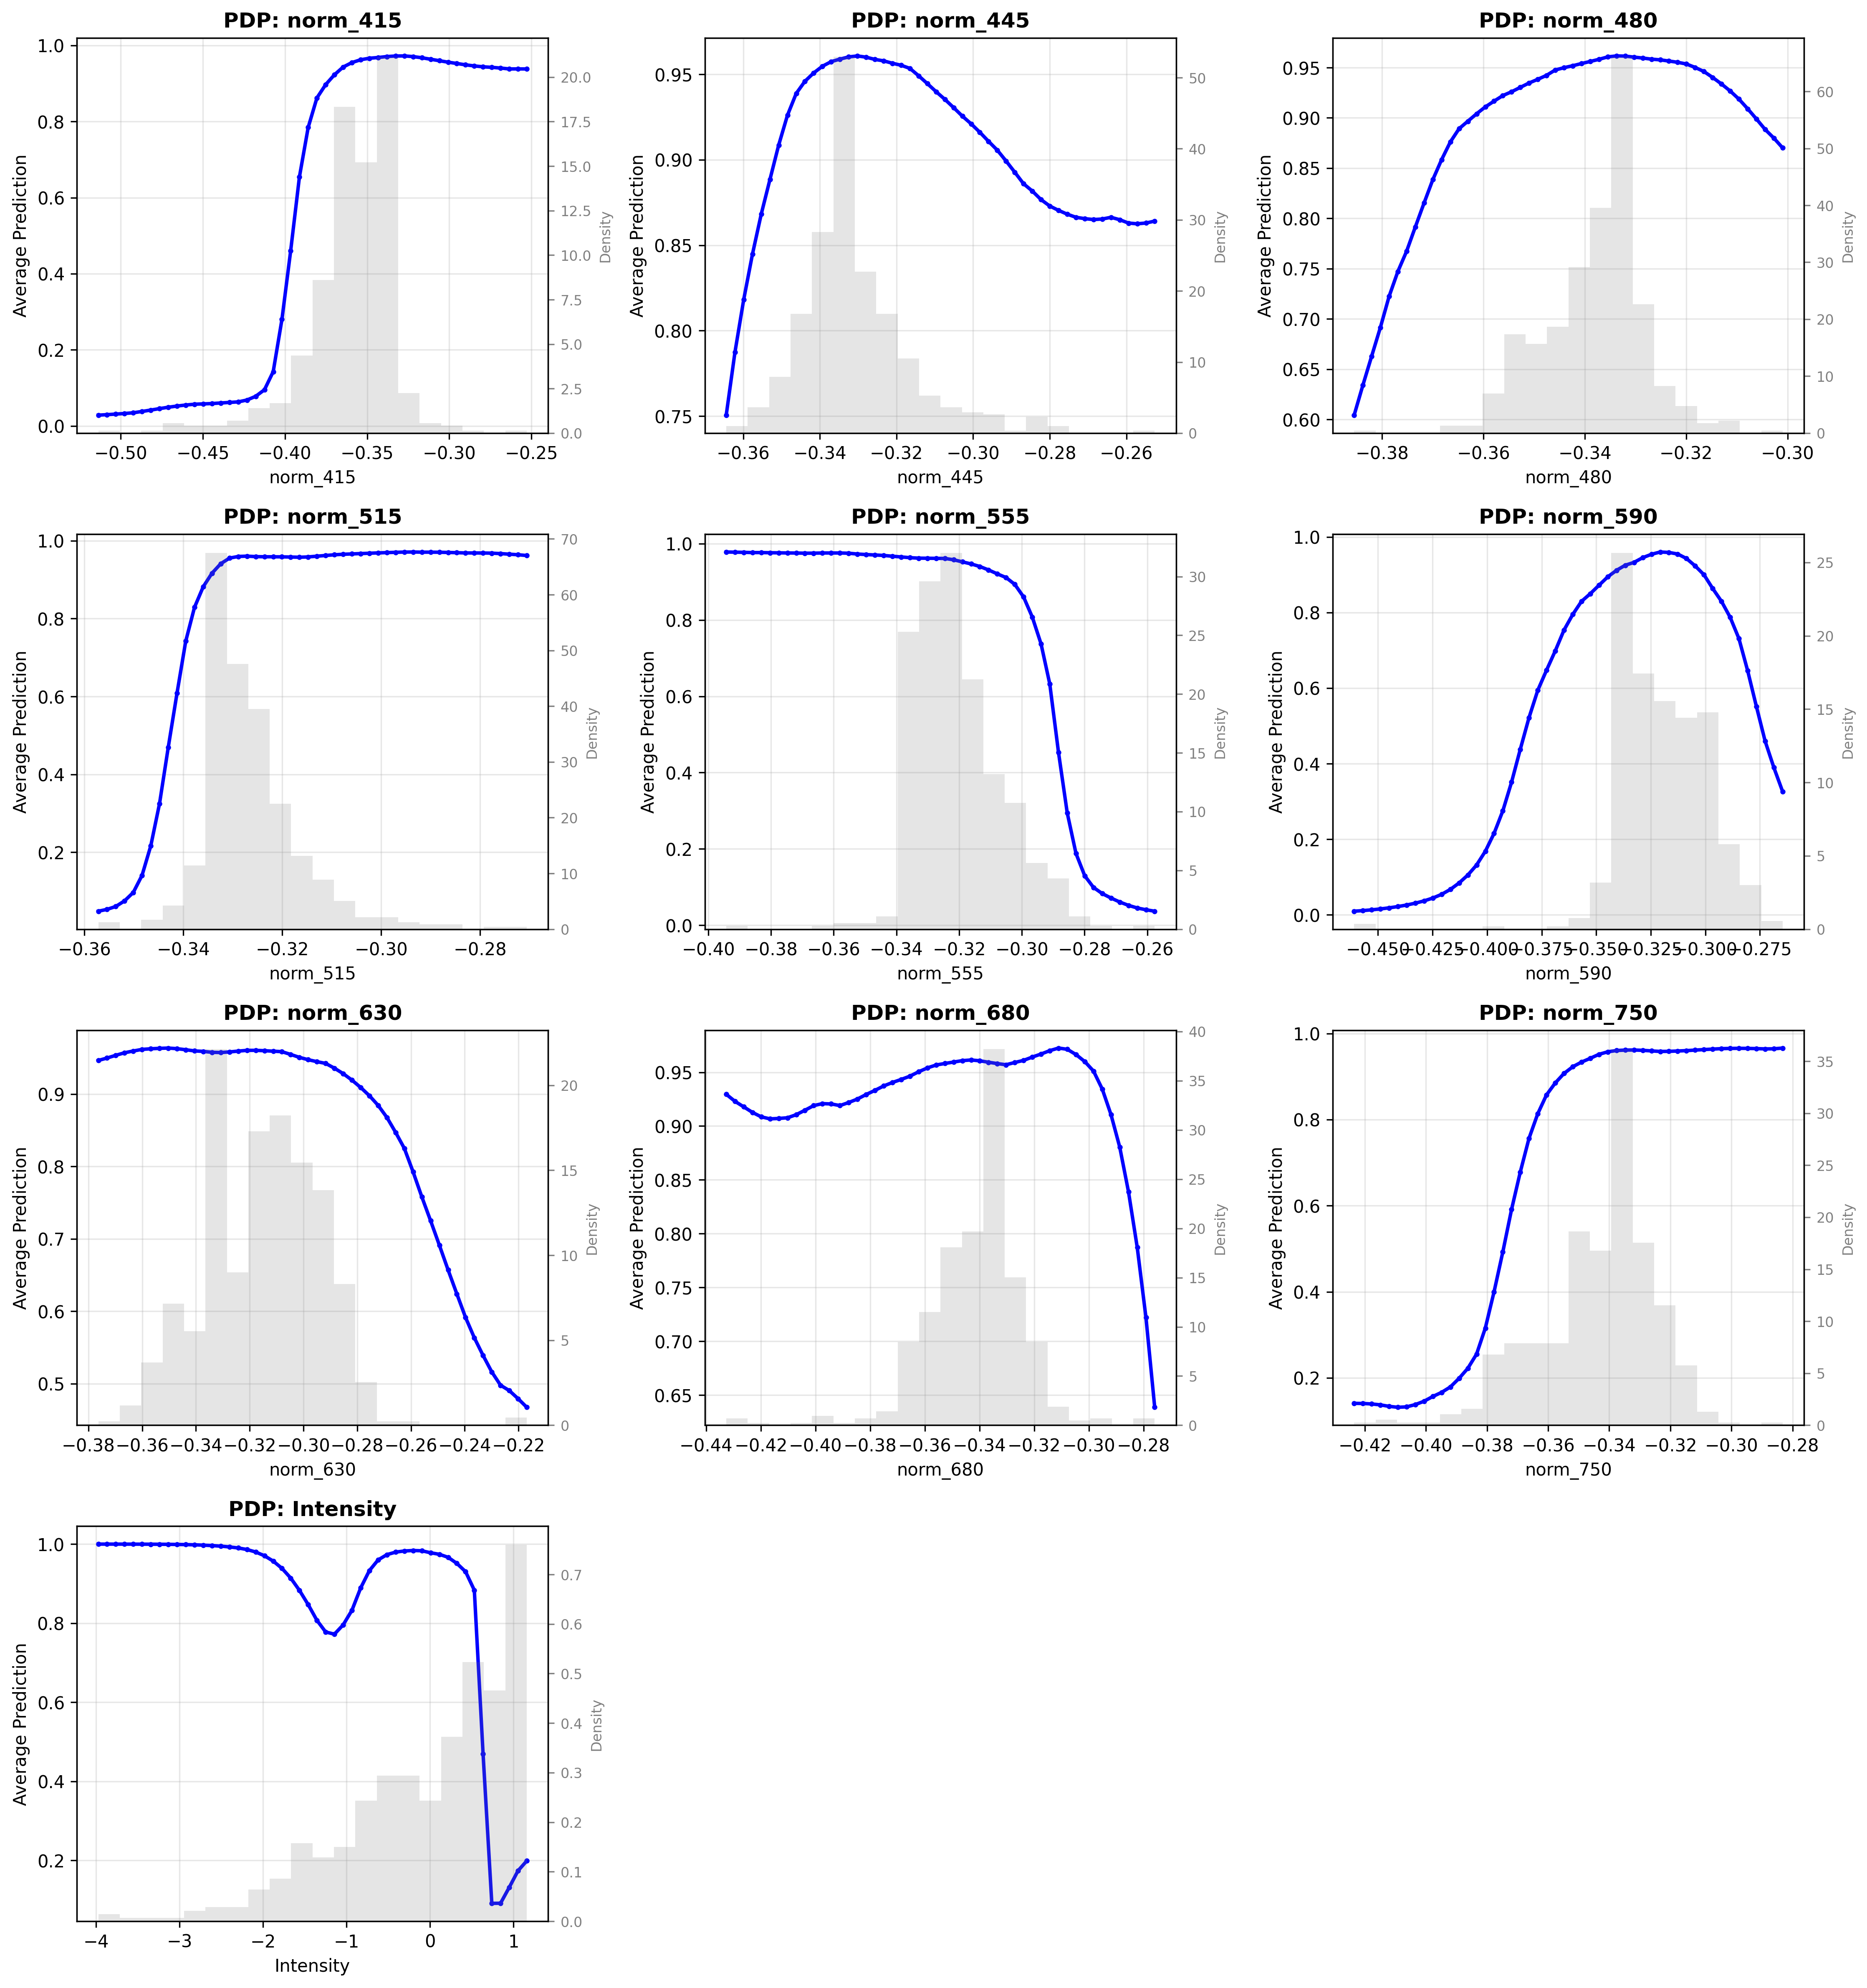 PDP: norm_415
1.0
0.8
0.6
0.4
0.2
0.0
Average Prediction
20.0
17.5
15.0
12.5
10.0
7.5
5.0
2.5
0.0
Density
−0.50 −0.45 −0.40 −0.35 −0.30 −0.25
norm_415
PDP: norm_445
0.95
0.90
0.85
0.80
0.75
Average Prediction
50
40
30
20
10
0
Density
−0.36 −0.34 −0.32 −0.30 −0.28 −0.26
norm_445
PDP: norm_480
0.95
0.90
0.85
0.80
0.75
0.70
0.65
0.60
Average Prediction
60
50
40
30
20
10
0
Density
−0.38 −0.36 −0.34 −0.32 −0.30
norm_480
PDP: norm_515
1.0
0.8
0.6
0.4
0.2
Average Prediction
70
60
50
40
30
20
10
0
Density
−0.36 −0.34 −0.32 −0.30 −0.28
norm_515
PDP: norm_555
1.0
0.8
0.6
0.4
0.2
0.0
Average Prediction
30
25
20
15
10
5
0
Density
−0.40 −0.38 −0.36 −0.34 −0.32 −0.30 −0.28 −0.26
norm_555
PDP: norm_590
1.0
0.8
0.6
0.4
0.2
0.0
Average Prediction
25
20
15
10
5
0
Density
−0.450 −0.425 −0.400 −0.375 −0.350 −0.325 −0.300 −0.275
norm_590
PDP: norm_630
0.9
0.8
0.7
0.6
0.5
Average Prediction
20
15
10
5
0
Density
−0.38 −0.36 −0.34 −0.32 −0.30 −0.28 −0.26 −0.24 −0.22
norm_630
PDP: norm_680
0.95
0.90
0.85
0.80
0.75
0.70
0.65
Average Prediction
40
35
30
25
20
15
10
5
0
Density
−0.44 −0.42 −0.40 −0.38 −0.36 −0.34 −0.32 −0.30 −0.28
norm_680
PDP: norm_750
1.0
0.8
0.6
0.4
0.2
Average Prediction
35
30
25
20
15
10
5
0
Density
−0.42 −0.40 −0.38 −0.36 −0.34 −0.32 −0.30 −0.28
norm_750
PDP: Intensity
1.0
0.8
0.6
0.4
0.2
Average Prediction
0.7
0.6
0.5
0.4
0.3
0.2
0.1
0.0
Density
−4 −3 −2 −1 0 1
Intensity